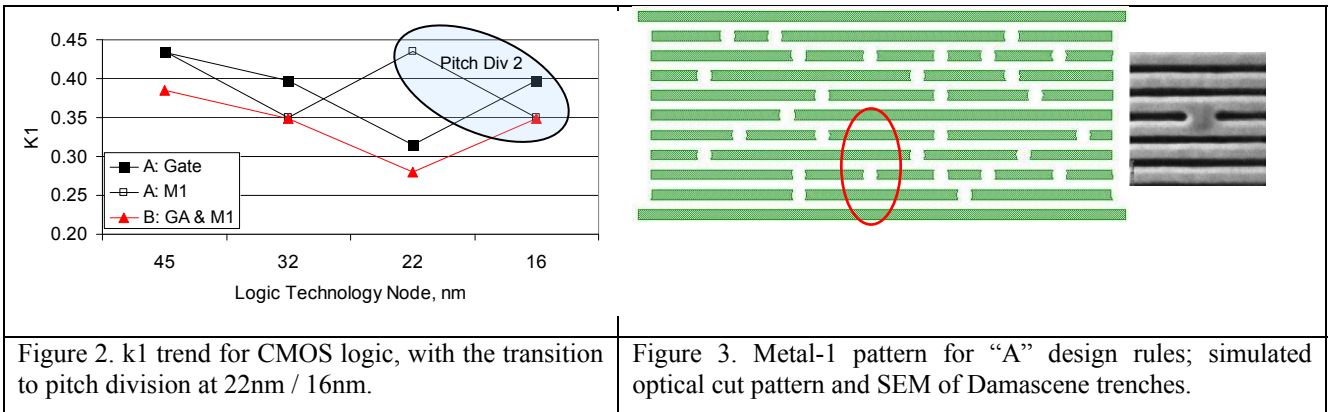 0.45
0.40
0.35
0.30
0.25
0.20
K1
Pitch Div 2
A: Gate
A: M1
B: GA & M1
45 32 22 16
Logic Technology Node, nm
Figure 2. k1 trend for CMOS logic, with the transition
to pitch division at 22nm / 16nm.
Figure 3. Metal-1 pattern for “A” design rules; simulated
optical cut pattern and SEM of Damascene trenches.